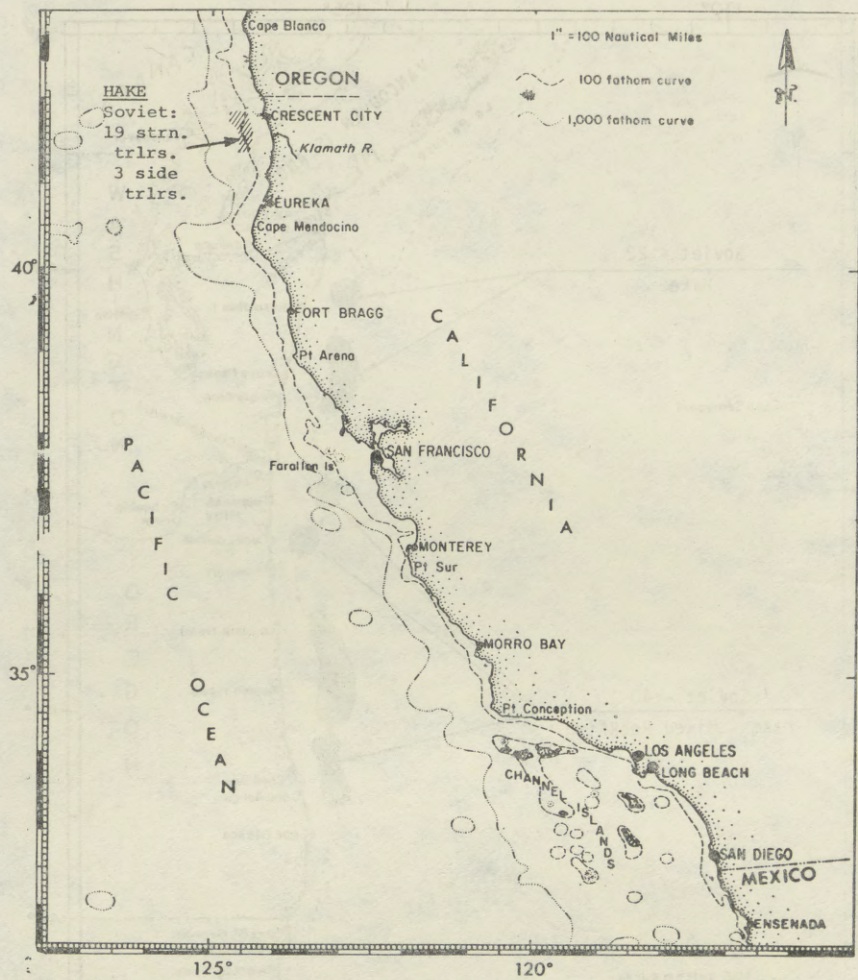 Cape Blanco
1" = 100 Nautical Miles
OREGON
100 fathom curve
HAKE
Soviet:
19 strn.
trlrs.
3 side
trlrs.
CRESCENT CITY
1,000 fathom curve
Klamath R.
EUREKA
Cape Mendocino
40°
FORT BRAGG
CALIFORNIA
Pt Arena
PACIFIC
OCEAN
SAN FRANCISCO
Farallon Is
MONTEREY
Pt Sur
MORRO BAY
35°
Pt Conception
LOS ANGELES
LONG BEACH
CHANNEL ISLANDS
SAN DIEGO
MEXICO
ENSENADA
125°
120°